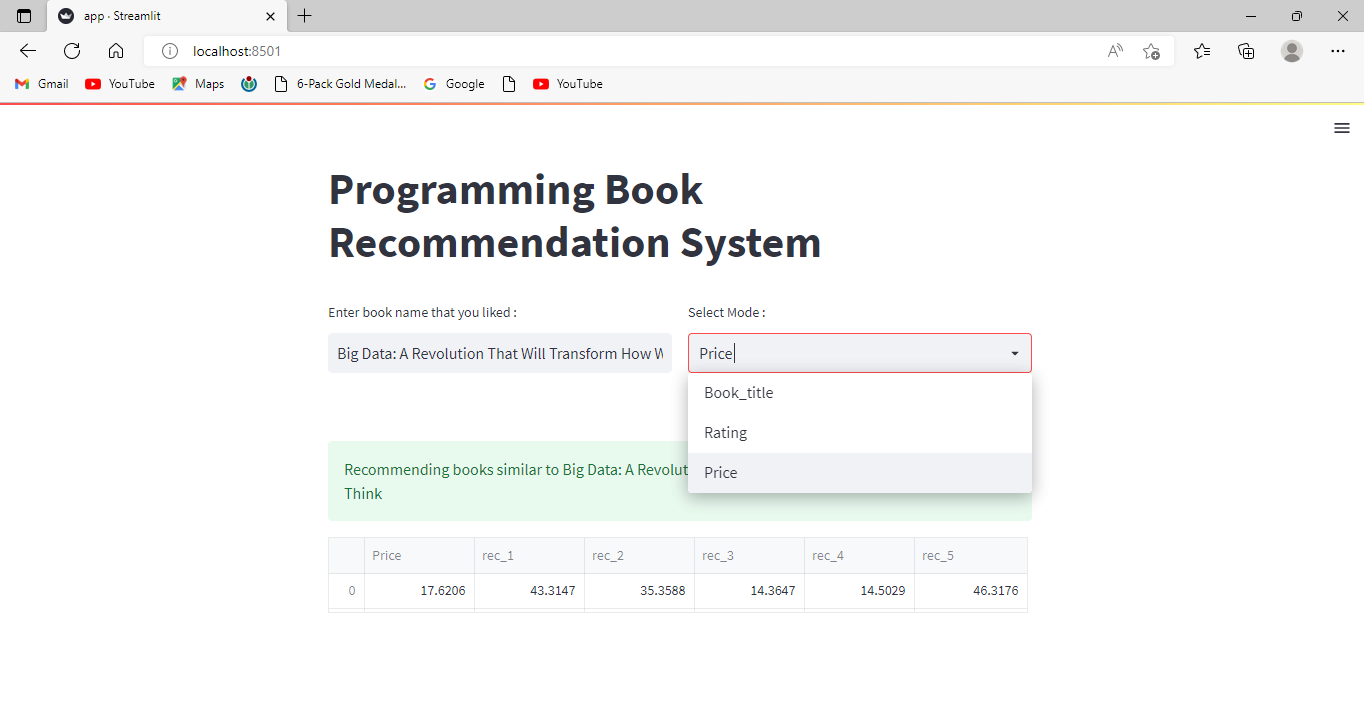 app · Streamlit
localhost:8501
Gmail YouTube Maps 6-Pack Gold Medal... Google YouTube
Programming Book
Recommendation System
Enter book name that you liked :
Big Data: A Revolution That Will Transform How W
Select Mode :
Price
Book_title
Rating
Price
Recommending books similar to Big Data: A Revolut
Think
Price rec_1 rec_2 rec_3 rec_4 rec_5
0 17.6206 43.3147 35.3588 14.3647 14.5029 46.3176